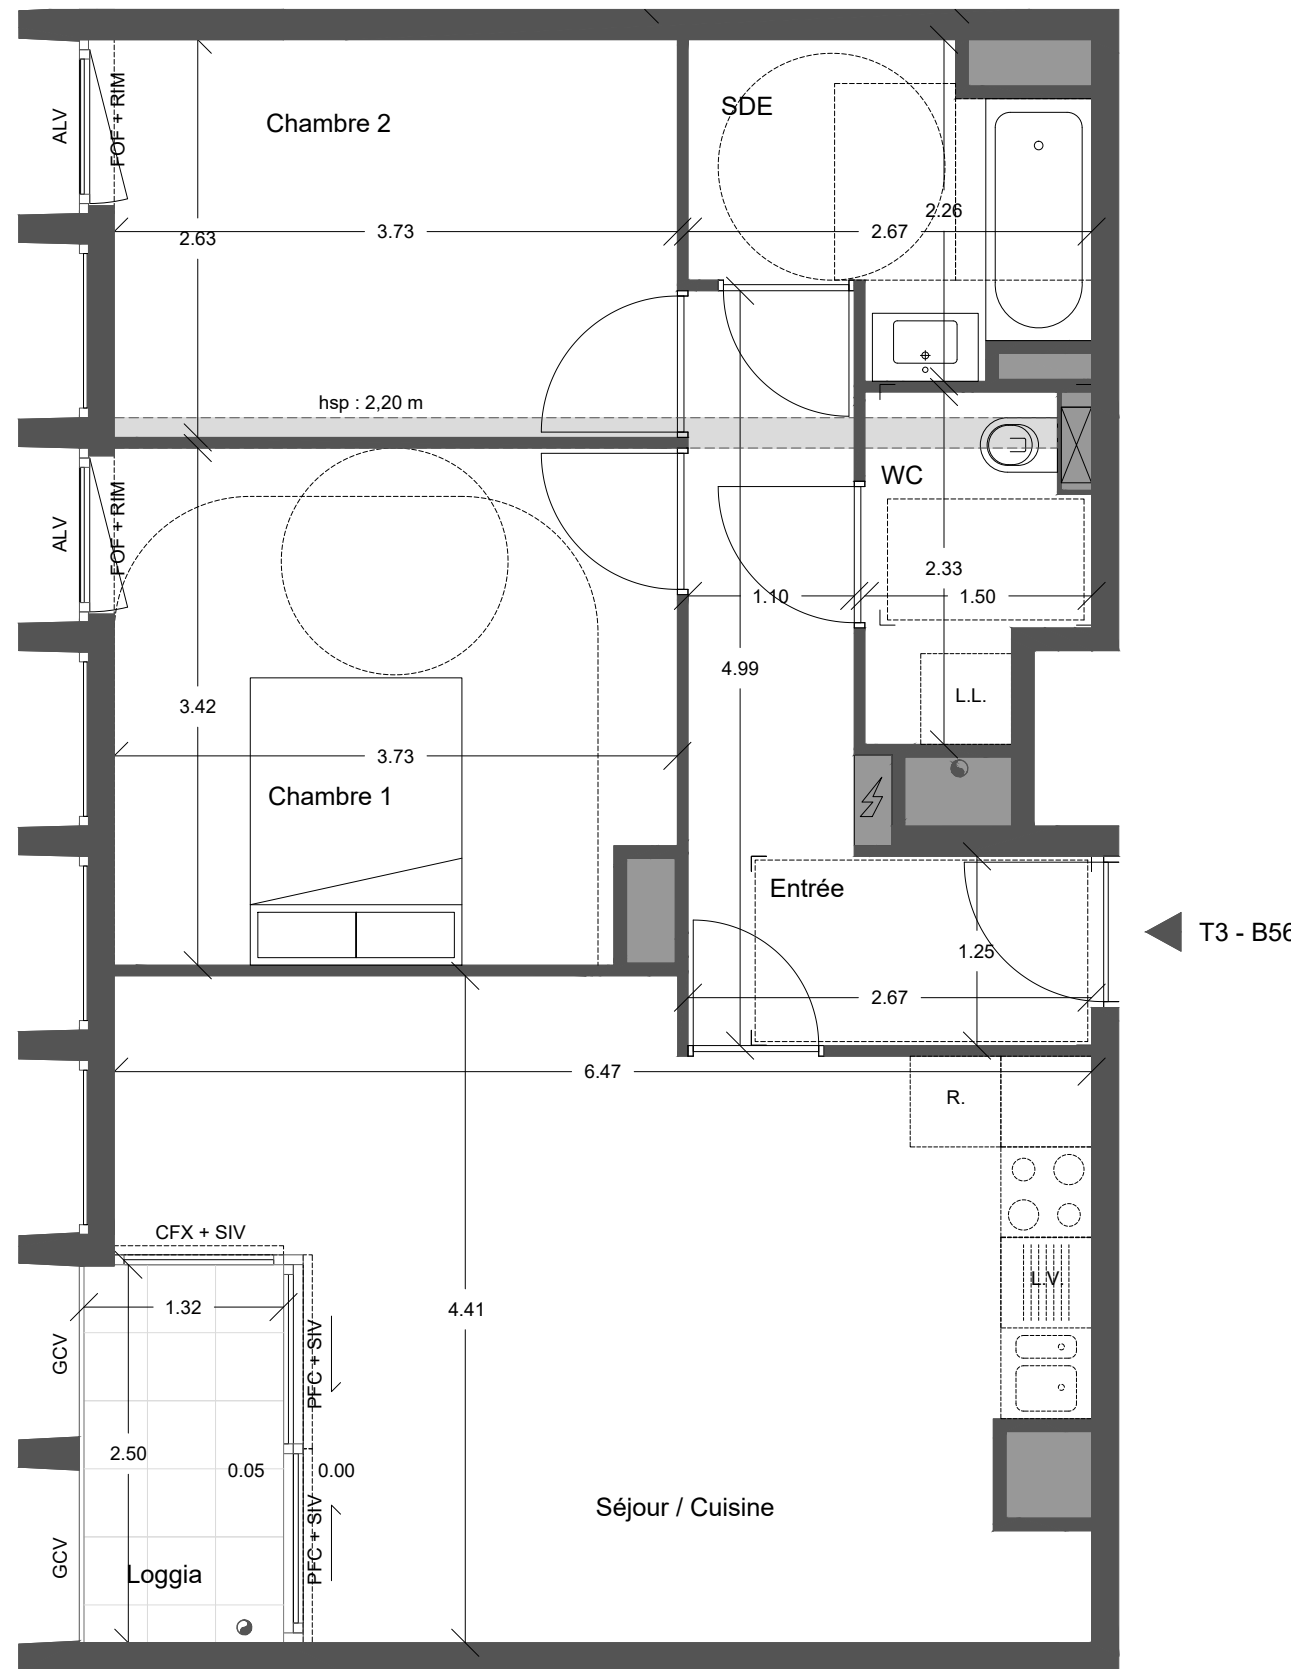 Chambre 2
SDE
ALV
FOF + RIM
2.26
2.63
3.73
2.67
hsp : 2,20 m
WC
ALV
FOF + RIM
2.33
1.10
1.50
4.99
L.L.
3.42
3.73
Chambre 1
Entrée
T3 - B56
1.25
2.67
6.47
R.
CFX + SIV
L.V.
1.32
4.41
GCV
PFC + SIV
2.50
0.05
0.00
Séjour / Cuisine
PFC + SIV
GCV
Loggia